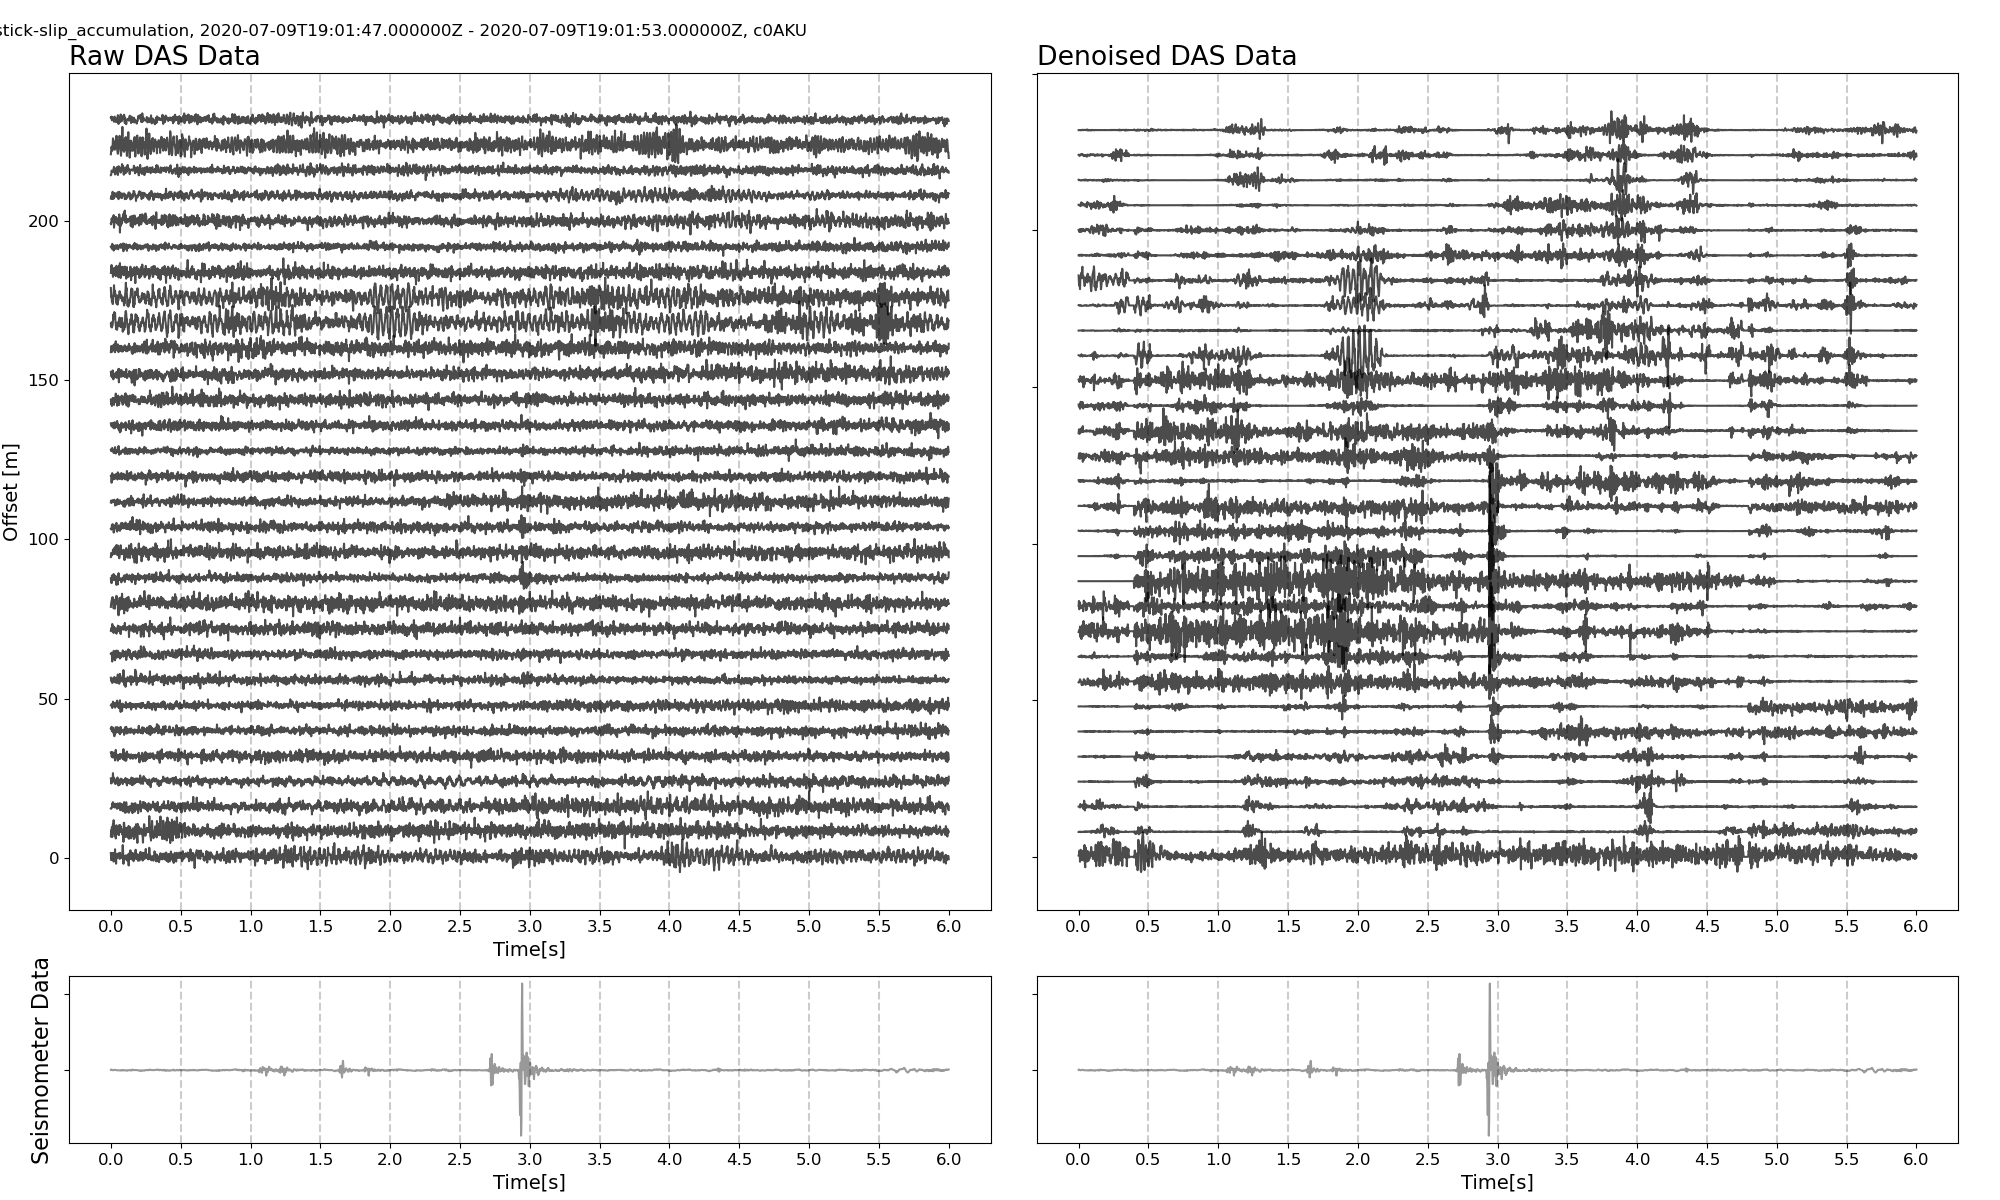 stick-slip_accumulation, 2020-07-09T19:01:47.000000Z - 2020-07-09T19:01:53.000000Z, c0AKU
Raw DAS Data
Denoised DAS Data
200
150
100
50
0
Offset [m]
0.0 0.5 1.0 1.5 2.0 2.5 3.0 3.5 4.0 4.5 5.0 5.5 6.0
Time[s]
0.0 0.5 1.0 1.5 2.0 2.5 3.0 3.5 4.0 4.5 5.0 5.5 6.0
Seismometer Data
0.0 0.5 1.0 1.5 2.0 2.5 3.0 3.5 4.0 4.5 5.0 5.5 6.0
Time[s]
0.0 0.5 1.0 1.5 2.0 2.5 3.0 3.5 4.0 4.5 5.0 5.5 6.0
Time[s]